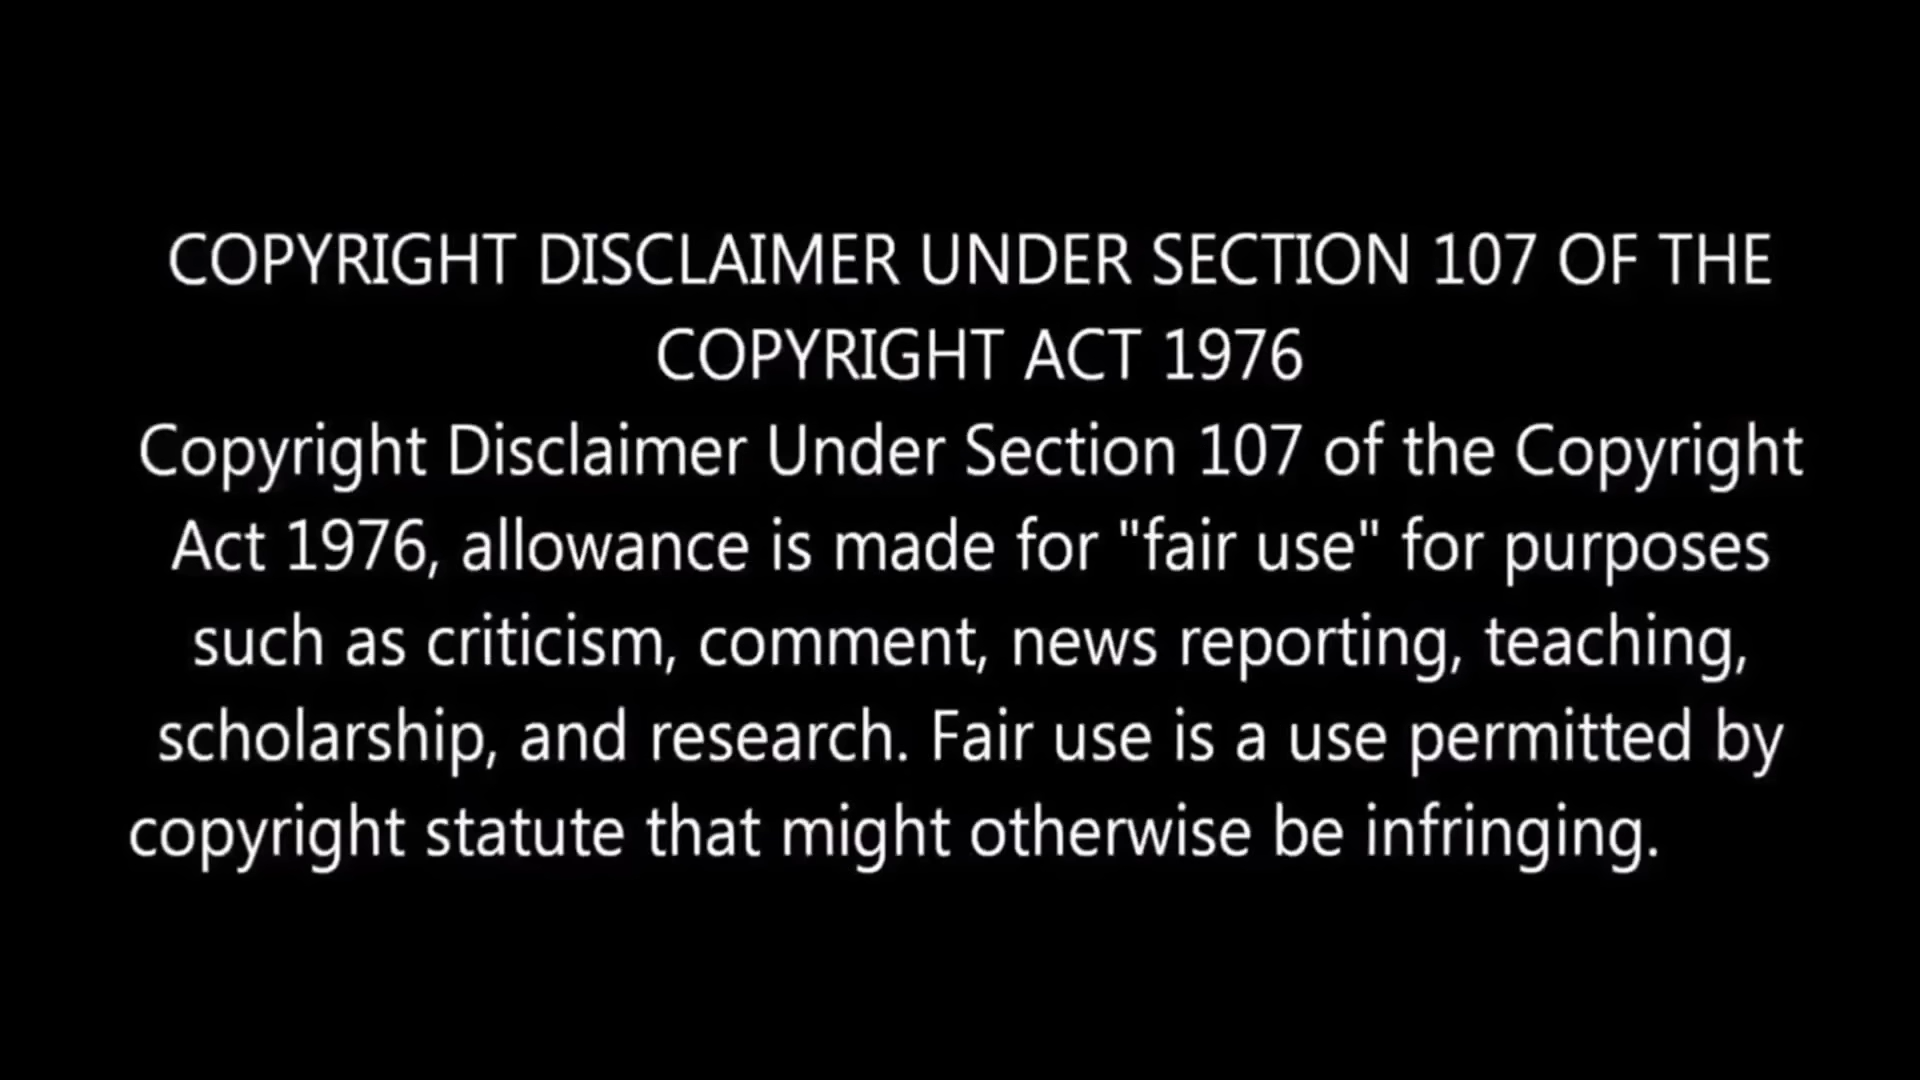 COPYRIGHT DISCLAIMER UNDER SECTION 107 OF THE
COPYRIGHT ACT 1976
Copyright Disclaimer Under Section 107 of the Copyright
Act 1976, allowance is made for "fair use" for purposes
such as criticism, comment, news reporting, teaching,
scholarship, and research. Fair use is a use permitted by
copyright statute that might otherwise be infringing.